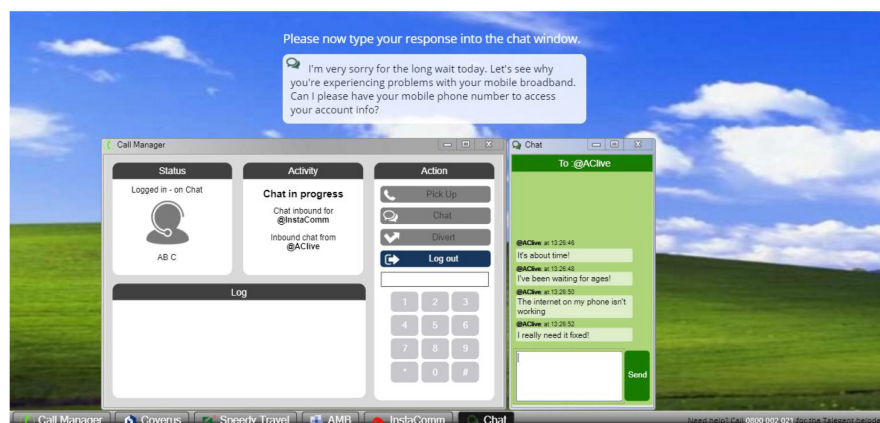 Please now type your response into the chat window.
I'm very sorry for the long wait today. Let's see why
you're experiencing problems with your mobile broadband.
Can I please have your mobile phone number to access
your account info?
Call Manager
Status
Logged in - on Chat
AB C
Activity
Chat in progress
Chat inbound for
@InstaComm
Inbound chat from
@AClive
Log
Action
Pick Up
Chat
Divert
Log out
1 2 3
4 5 6
7 8 9
* 0 #
Chat
To :@AClive
@AClive: at 13:26:46
It's about time!
@AClive: at 13:26:48
I've been waiting for ages!
@AClive: at 13:26:50
The internet on my phone isn't
working
@AClive: at 13:26:52
I really need it fixed!
Send
Call Manager Coverus Speedy Travel AMB InstaComm Chat
Need help? Call 0800 002 021 for the Telegent helpde